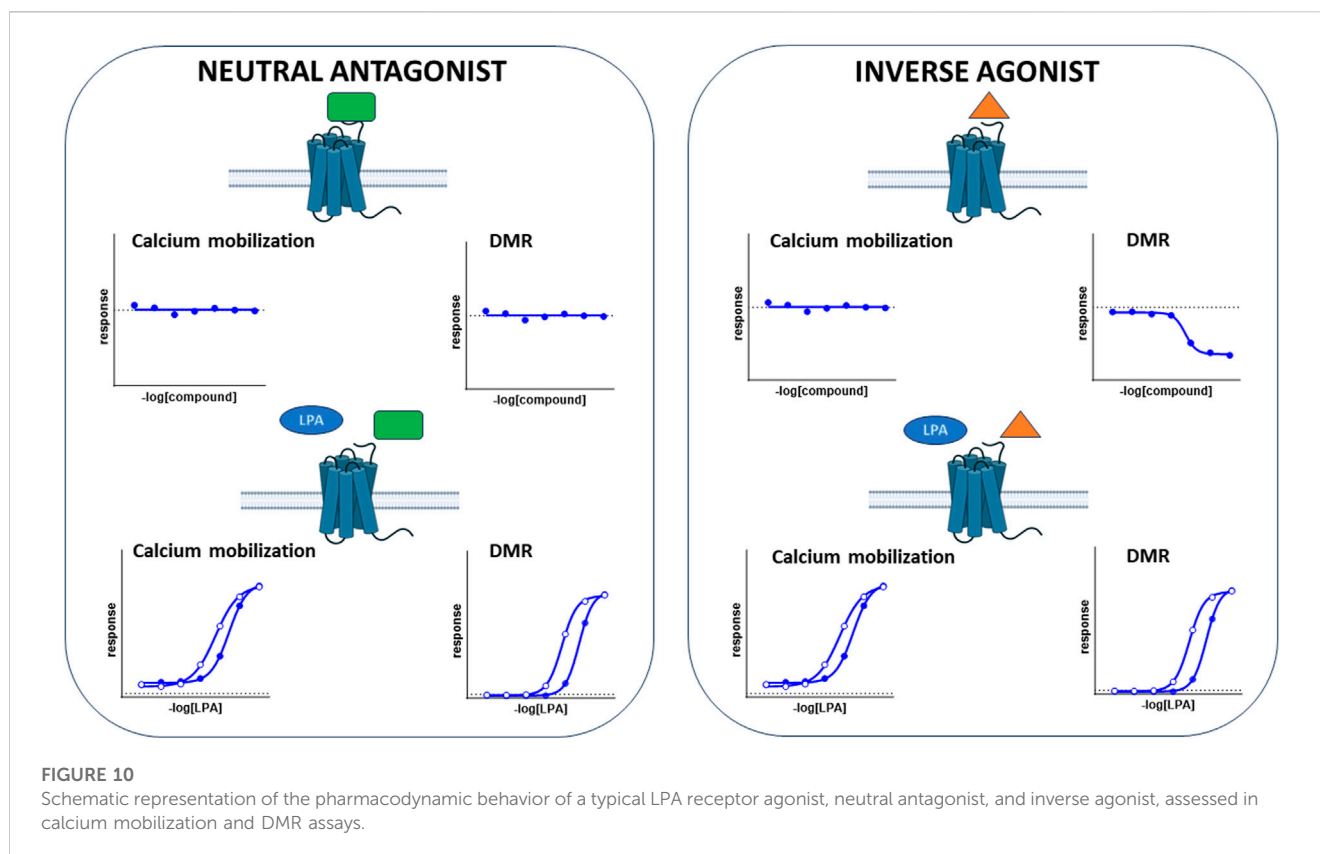 NEUTRAL ANTAGONIST
Calcium mobilization
response
-log[compound]
DMR
response
-log[compound]
LPA
Calcium mobilization
response
-log[LPA]
DMR
response
-log[LPA]
INVERSE AGONIST
Calcium mobilization
response
-log[compound]
DMR
response
-log[compound]
LPA
Calcium mobilization
response
-log[LPA]
DMR
response
-log[LPA]
FIGURE 10
Schematic representation of the pharmacodynamic behavior of a typical LPA receptor agonist, neutral antagonist, and inverse agonist, assessed in
calcium mobilization and DMR assays.